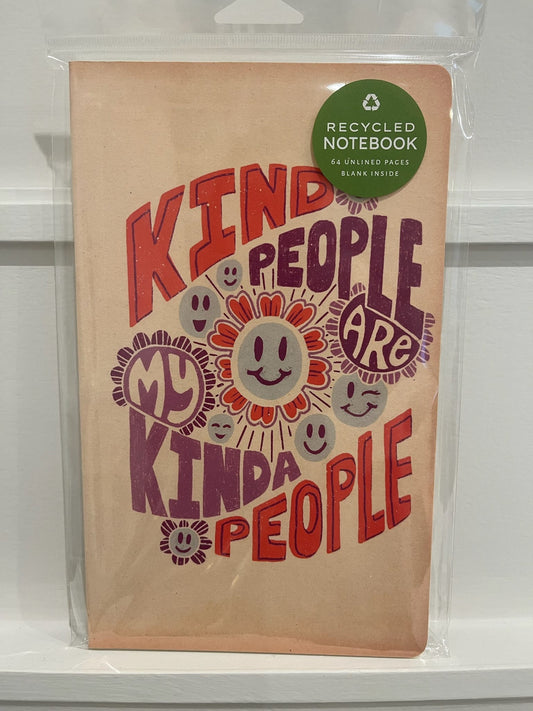 RECYCLED
NOTEBOOK
64 UNLINED PAGES
BLANK INSIDE
KIND
PEOPLE
ARE
MY
KINDA
PEOPLE